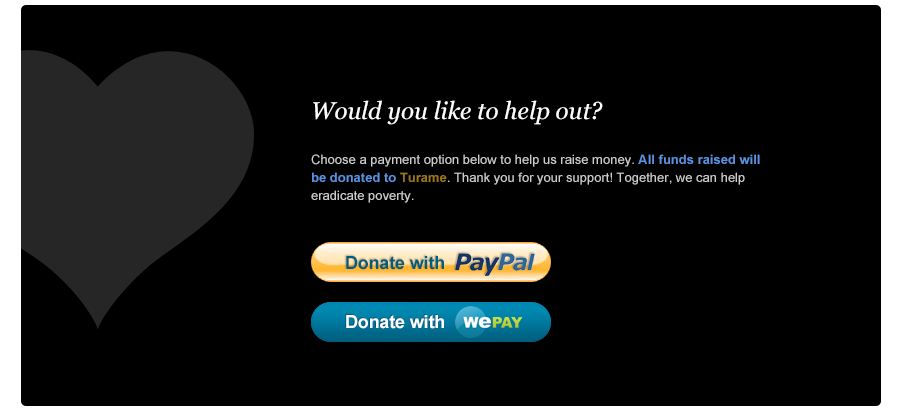 Would you like to help out?
Choose a payment option below to help us raise money. All funds raised will
be donated to Turame. Thank you for your support! Together, we can help
eradicate poverty.
Donate with PayPal
Donate with wePAY